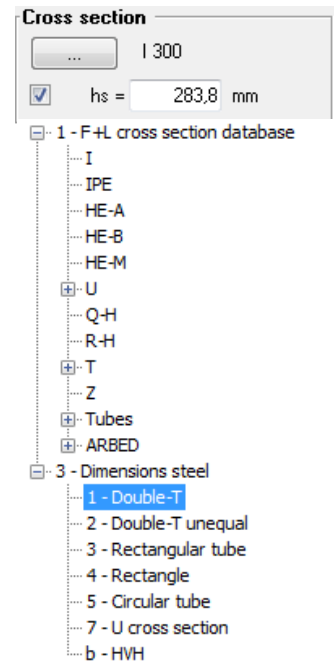 Cross section
... I 300
hs = 283,8 mm
1 - F+L cross section database
I
IPE
HE-A
HE-B
HE-M
U
Q-H
R-H
T
Z
Tubes
ARBED
3 - Dimensions steel
1 - Double-T
2 - Double-T unequal
3 - Rectangular tube
4 - Rectangle
5 - Circular tube
7 - U cross section
b - HVH